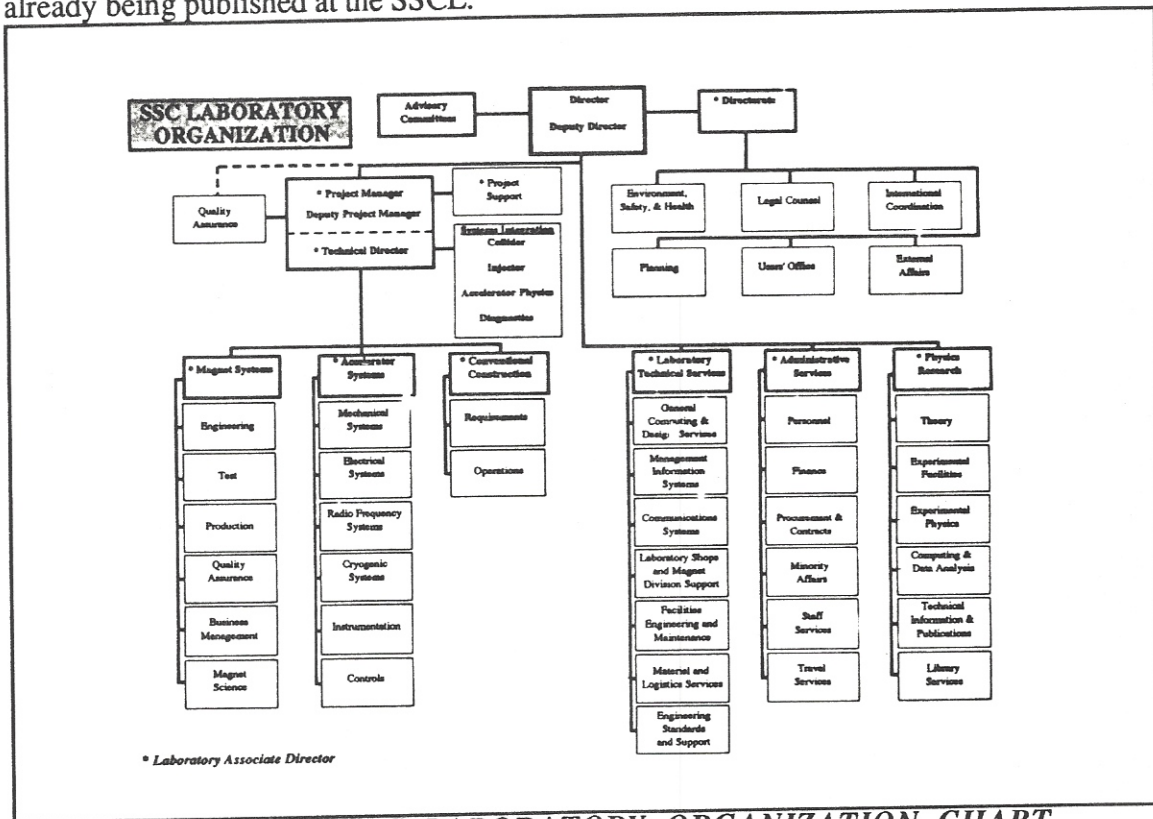 already being published at the SSCL.
SSC LABORATORY
ORGANIZATION
Advisory
Committees
Director
Deputy Director
* Directorate
Quality
Assurance
* Project Manager
Deputy Project Manager
* Technical Director
* Project
Support
Systems Integration
Collider
Injector
Accelerator Physics
Diagnostics
Environment,
Safety, & Health
Legal Counsel
International
Coordination
Planning
Users' Office
External
Affairs
* Magnet Systems
Engineering
Test
Production
Quality
Assurance
Business
Management
Magnet
Science
* Accelerator
Systems
Mechanical
Systems
Electrical
Systems
Radio Frequency
Systems
Cryogenic
Systems
Instrumentation
Controls
* Conventional
Construction
Requirements
Operations
* Laboratory
Technical Services
General
Computing &
Design Services
Management
Information
Systems
Communications
Systems
Laboratory Shops
and Magnet
Division Support
Facilities
Engineering and
Maintenance
Material and
Logistics Services
Engineering
Standards
and Support
* Administrative
Services
Personnel
Finance
Procurement &
Contracts
Minority
Affairs
Staff
Services
Travel
Services
* Physics
Research
Theory
Experimental
Facilities
Experimental
Physics
Computing &
Data Analysis
Technical
Information &
Publications
Library
Services
* Laboratory Associate Director
LABORATORY ORGANIZATION CHART